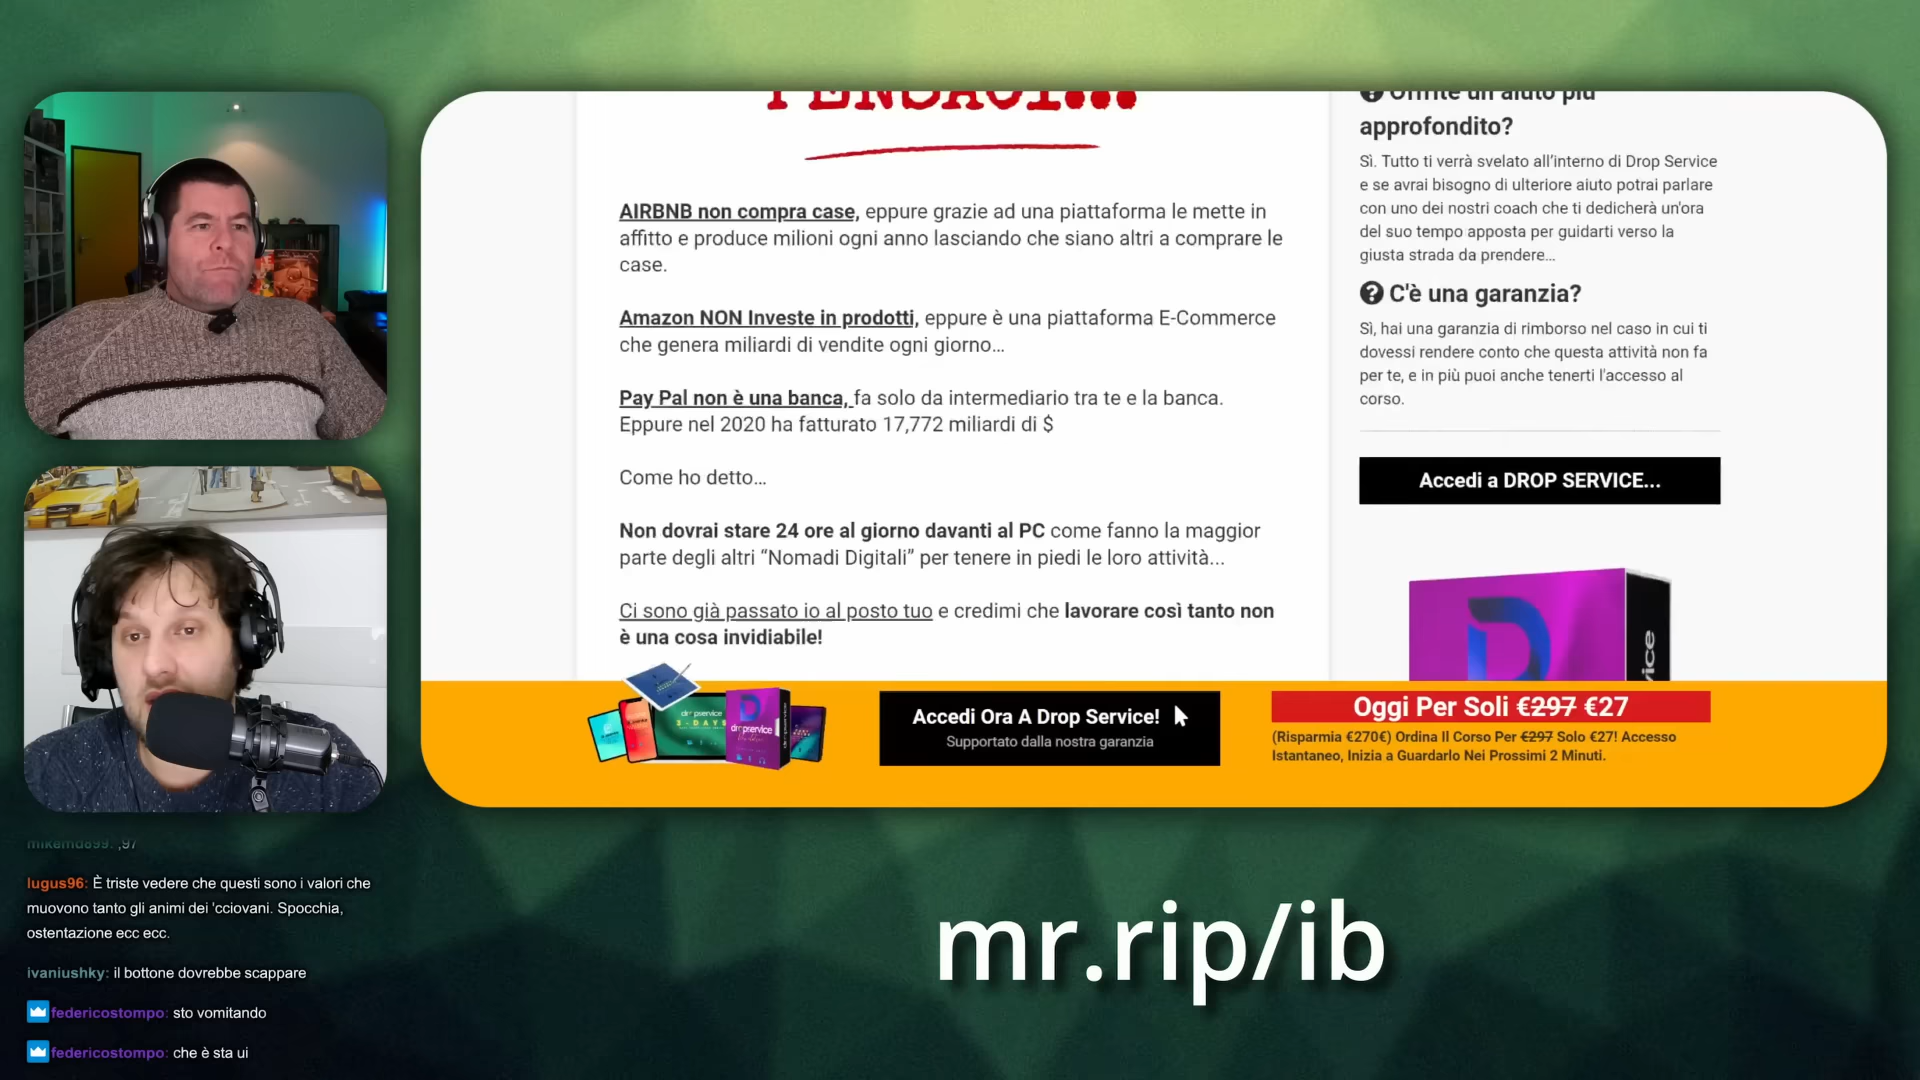 PENSACI...
AIRBNB non compra case, eppure grazie ad una piattaforma le mette in
affitto e produce milioni ogni anno lasciando che siano altri a comprare le
case.
Amazon NON Investe in prodotti, eppure è una piattaforma E-Commerce
che genera miliardi di vendite ogni giorno...
Pay Pal non è una banca, fa solo da intermediario tra te e la banca.
Eppure nel 2020 ha fatturato 17,772 miliardi di $
Come ho detto...
Non dovrai stare 24 ore al giorno davanti al PC come fanno la maggior
parte degli altri “Nomadi Digitali” per tenere in piedi le loro attività...
Ci sono già passato io al posto tuo e credimi che lavorare così tanto non
è una cosa invidiabile!
Offrite un aiuto più
approfondito?
Sì. Tutto ti verrà svelato all’interno di Drop Service
e se avrai bisogno di ulteriore aiuto potrai parlare
con uno dei nostri coach che ti dedicherà un'ora
del suo tempo apposta per guidarti verso la
giusta strada da prendere...
C'è una garanzia?
Sì, hai una garanzia di rimborso nel caso in cui ti
dovessi rendere conto che questa attività non fa
per te, e in più puoi anche tenerti l'accesso al
corso.
Accedi a DROP SERVICE...
D
ice
dropservice
3-DAYS
dropservice
Accedi Ora A Drop Service!
Supportato dalla nostra garanzia
Oggi Per Soli €297 €27
(Risparmia €270€) Ordina Il Corso Per €297 Solo €27! Accesso
Istantaneo, Inizia a Guardarlo Nei Prossimi 2 Minuti.
mikemd899: ,97
lugus96: È triste vedere che questi sono i valori che
muovono tanto gli animi dei 'cciovani. Spocchia,
ostentazione ecc ecc.
ivaniushky: il bottone dovrebbe scappare
federicostompo: sto vomitando
federicostompo: che è sta ui
mr.rip/ib